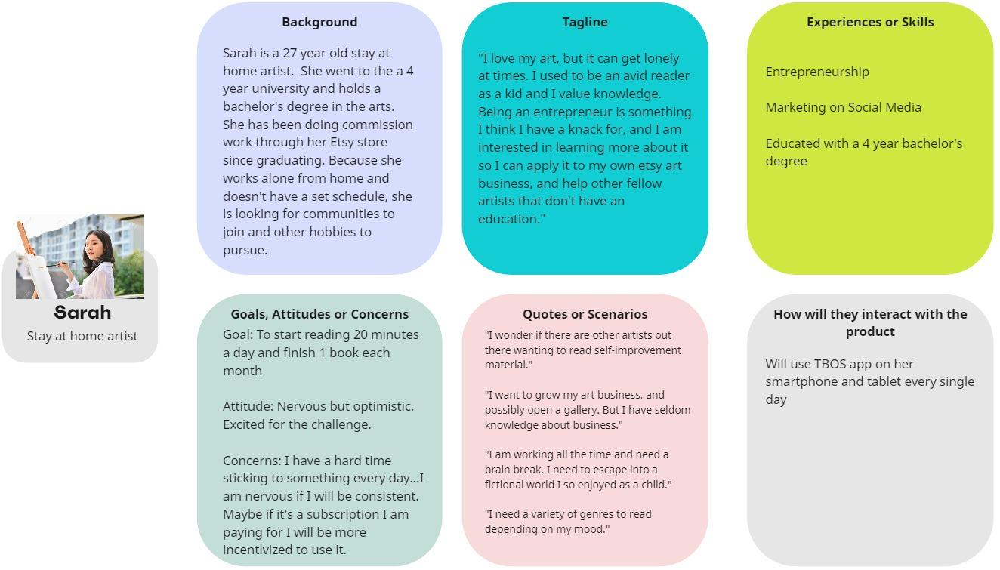 Background
Sarah is a 27 year old stay at
home artist.  She went to the a 4
year university and holds a
bachelor's degree in the arts.
She has been doing commission
work through her Etsy store
since graduating. Because she
works alone from home and
doesn't have a set schedule, she
is looking for communities to
join and other hobbies to
pursue.
Tagline
"I love my art, but it can get lonely
at times. I used to be an avid reader
as a kid and I value knowledge.
Being an entrepreneur is something
I think I have a knack for, and I am
interested in learning more about it
so I can apply it to my own etsy art
business, and help other fellow
artists that don't have an
education."
Experiences or Skills
Entrepreneurship
Marketing on Social Media
Educated with a 4 year bachelor's
degree
Sarah
Stay at home artist
Goals, Attitudes or Concerns
Goal: To start reading 20 minutes
a day and finish 1 book each
month
Attitude: Nervous but optimistic.
Excited for the challenge.
Concerns: I have a hard time
sticking to something every day...I
am nervous if I will be consistent.
Maybe if it's a subscription I am
paying for I will be more
incentivized to use it.
Quotes or Scenarios
"I wonder if there are other artists out
there wanting to read self-improvement
material."
"I want to grow my art business, and
possibly open a gallery. But I have seldom
knowledge about business."
"I am working all the time and need a
brain break. I need to escape into a
fictional world I so enjoyed as a child."
"I need a variety of genres to read
depending on my mood."
How will they interact with the
product
Will use TBOS app on her
smartphone and tablet every single
day